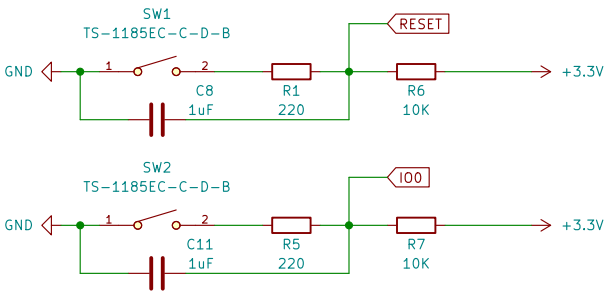 SW1
TS-1185EC-C-D-B
RESET
GND
1
2
+3.3V
C8
R1
R6
1uF
220
10K
SW2
TS-1185EC-C-D-B
IO0
GND
1
2
+3.3V
C11
R5
R7
1uF
220
10K